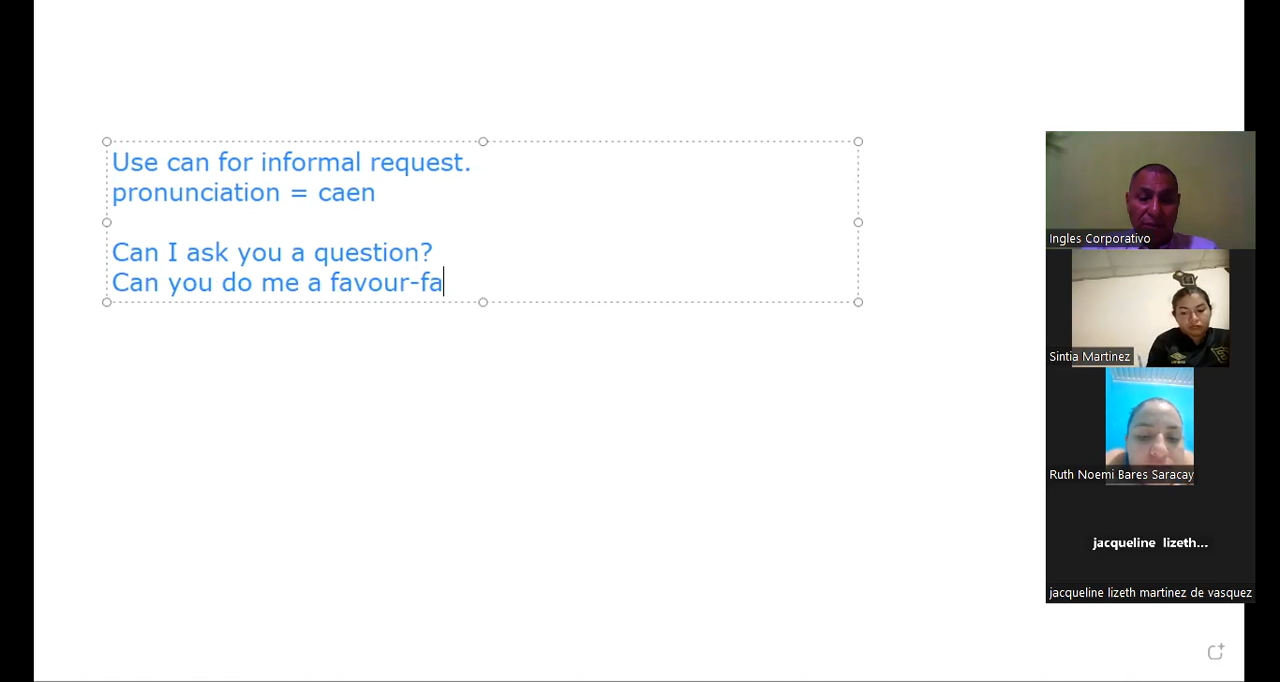 Use can for informal request.
pronunciation = caen
Can I ask you a question?
Can you do me a favour-fa
Ingles Corporativo
Sintia Martinez
Ruth Noemi Bares Saracay
jacqueline lizeth...
jacqueline lizeth martinez de vasquez